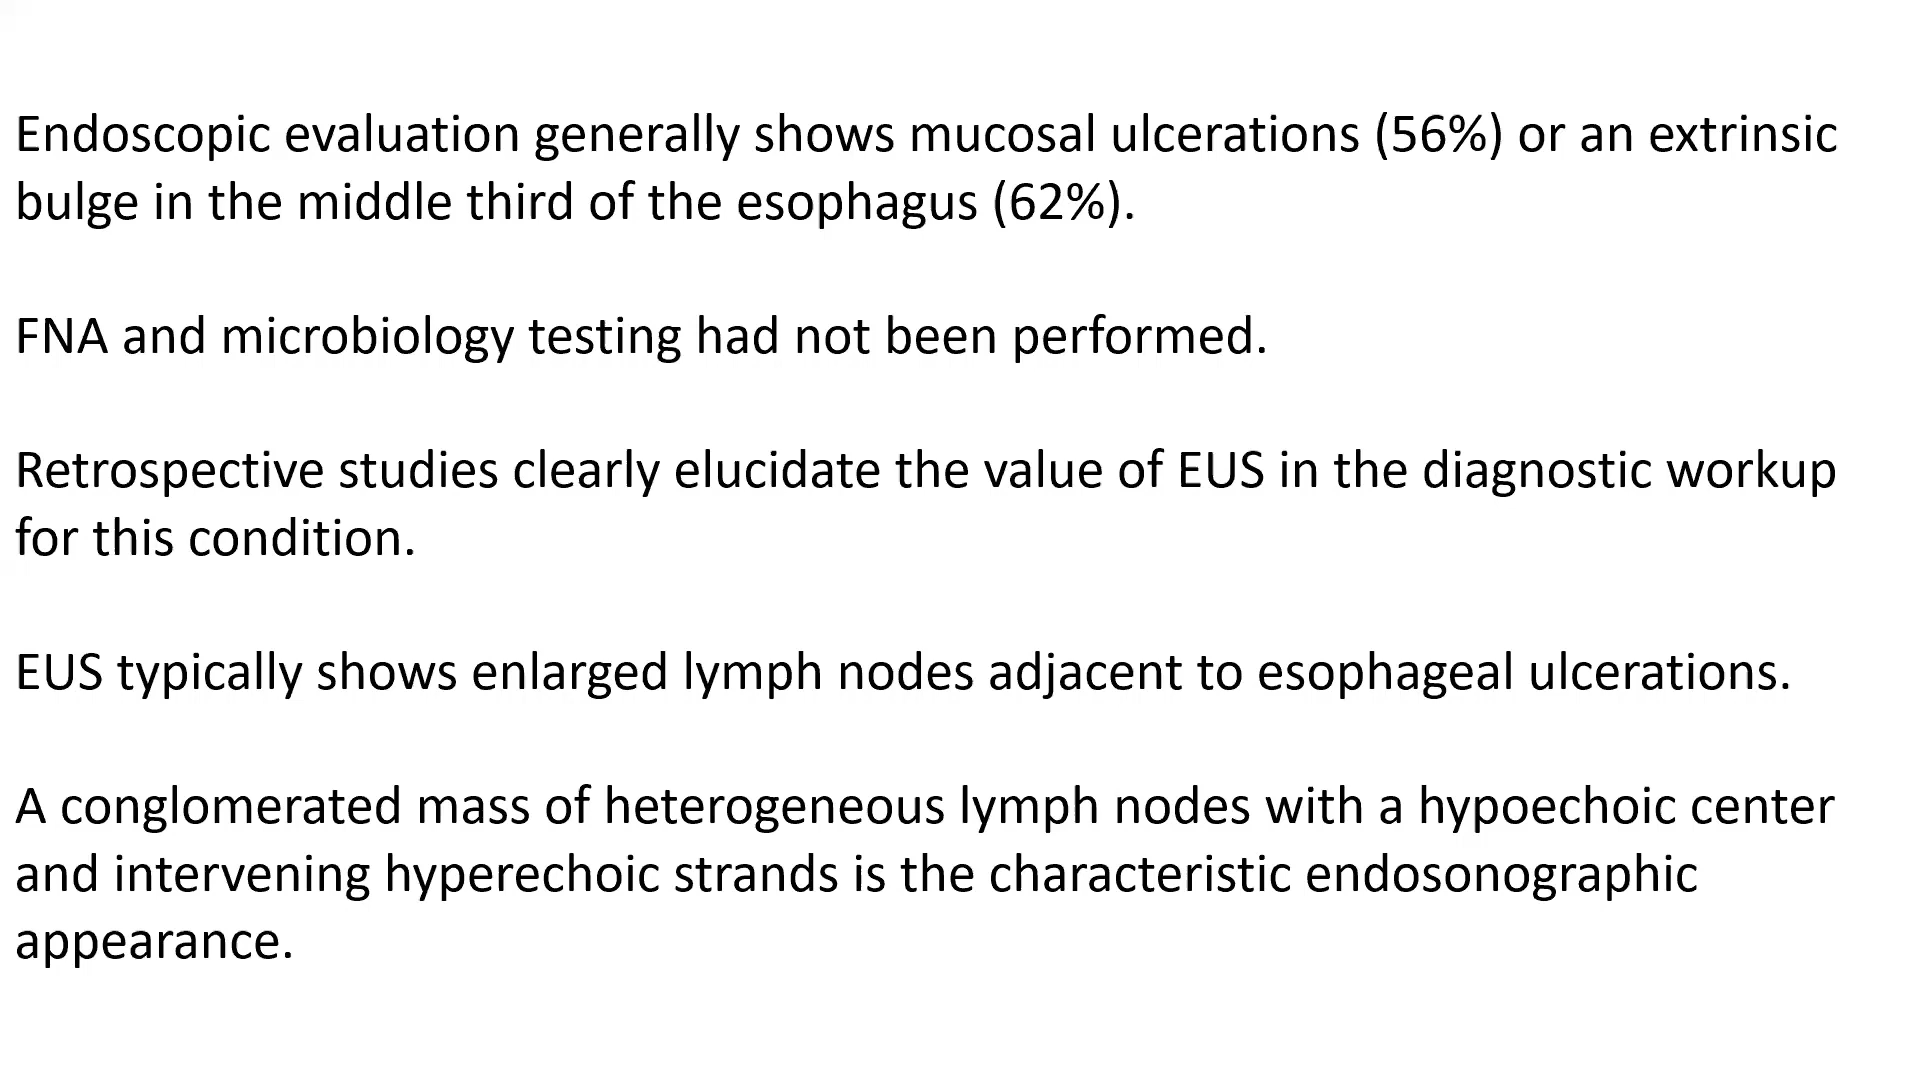 Endoscopic evaluation generally shows mucosal ulcerations (56%) or an extrinsic
bulge in the middle third of the esophagus (62%).
FNA and microbiology testing had not been performed.
Retrospective studies clearly elucidate the value of EUS in the diagnostic workup
for this condition.
EUS typically shows enlarged lymph nodes adjacent to esophageal ulcerations.
A conglomerated mass of heterogeneous lymph nodes with a hypoechoic center
and intervening hyperechoic strands is the characteristic endosonographic
appearance.